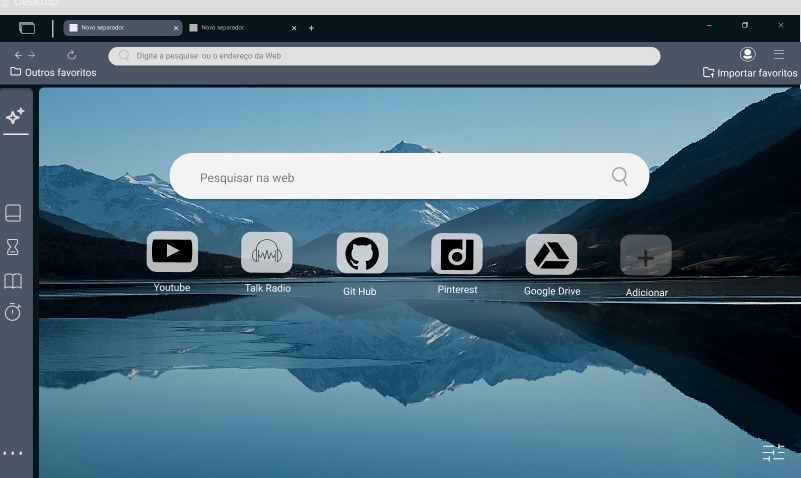 Desktop
Novo separador
Novo separador
Digite a pesquise ou o endereço da Web
Outros favoritos
Importar favoritos
Pesquisar na web
Youtube
Talk Radio
Git Hub
Pinterest
Google Drive
Adicionar